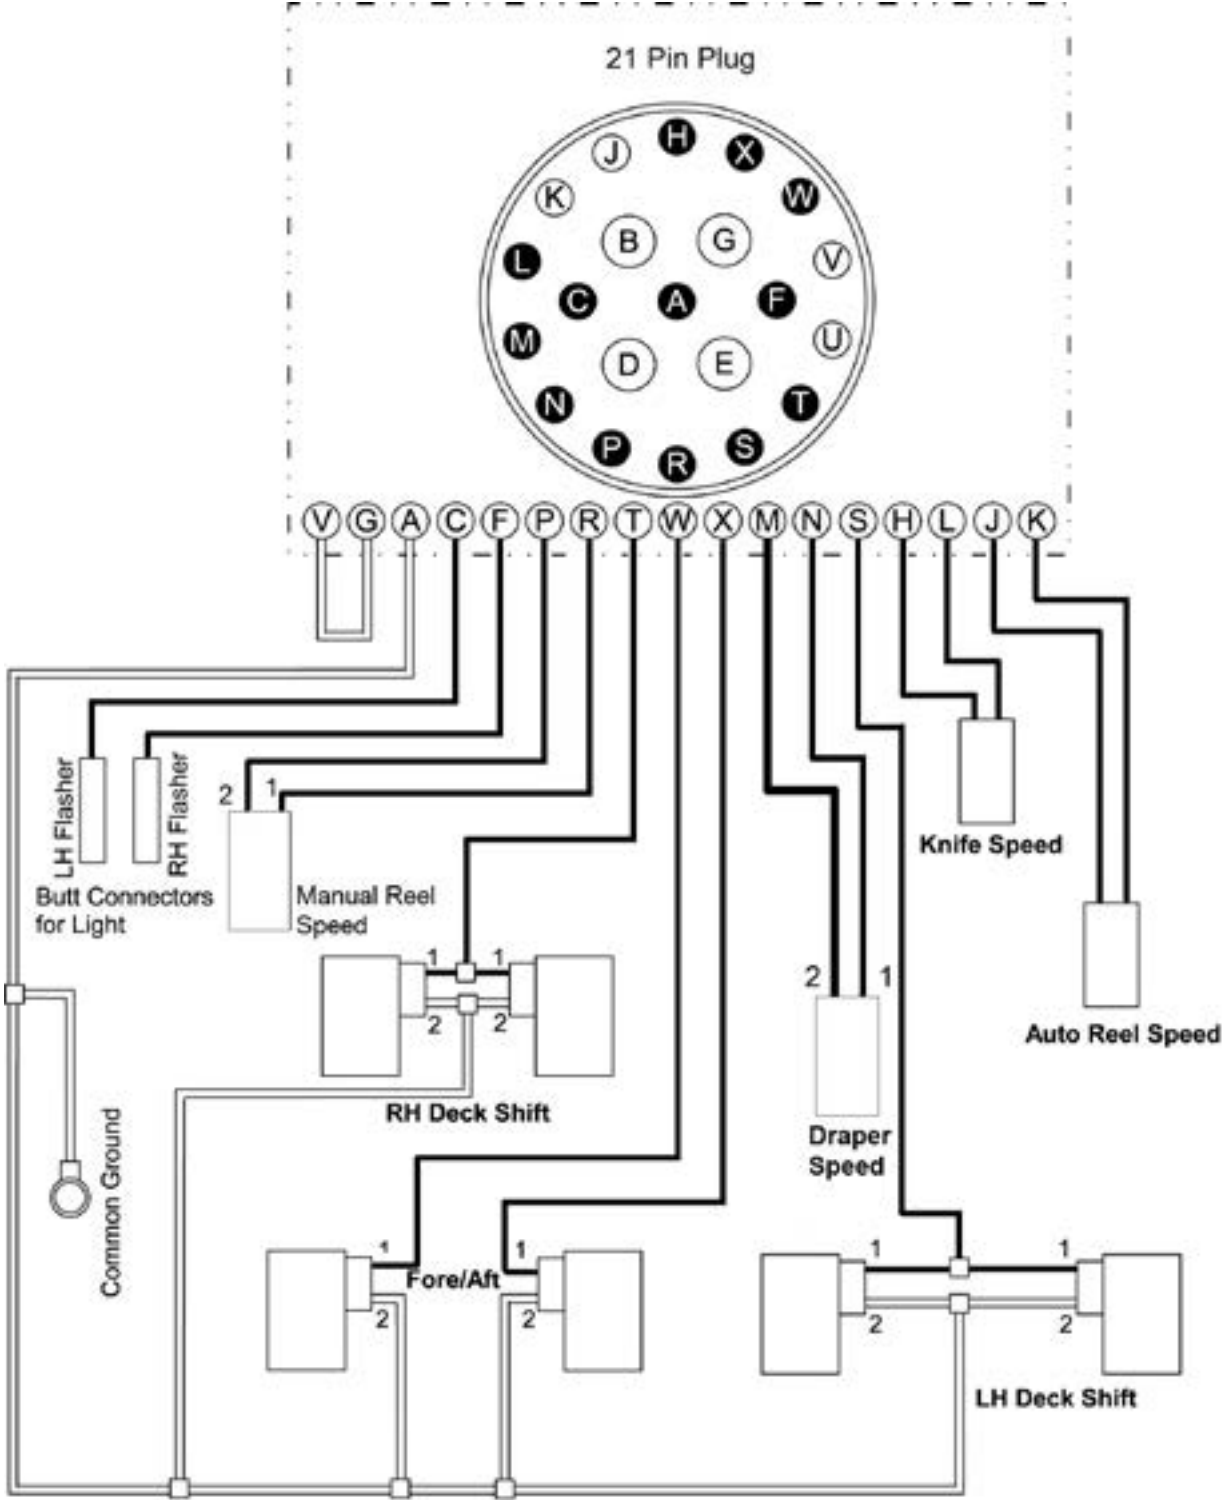 21 Pin Plug
H
J X
K W
B G
L V
C A F
M U
D E
N T
P S
R
V G A C F P R T W X M N S H L J K
LH Flasher
RH Flasher
2 1
Butt Connectors
for Light
Manual Reel
Speed
Knife Speed
1 1
2 2
RH Deck Shift
2 1
Draper
Speed
Auto Reel Speed
Common Ground
1 1
Fore/Aft
2 2
1 1
2 2
LH Deck Shift